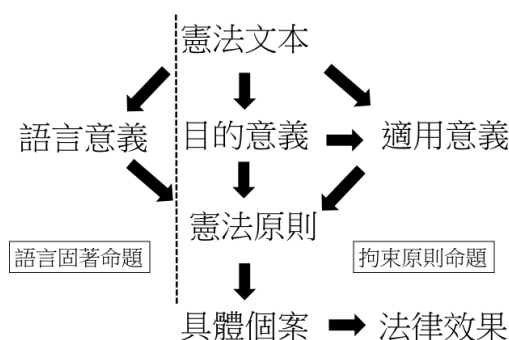 憲法文本
語言意義 目的意義 適用意義
憲法原則
語言固著命題 拘束原則命題
具體個案 法律效果